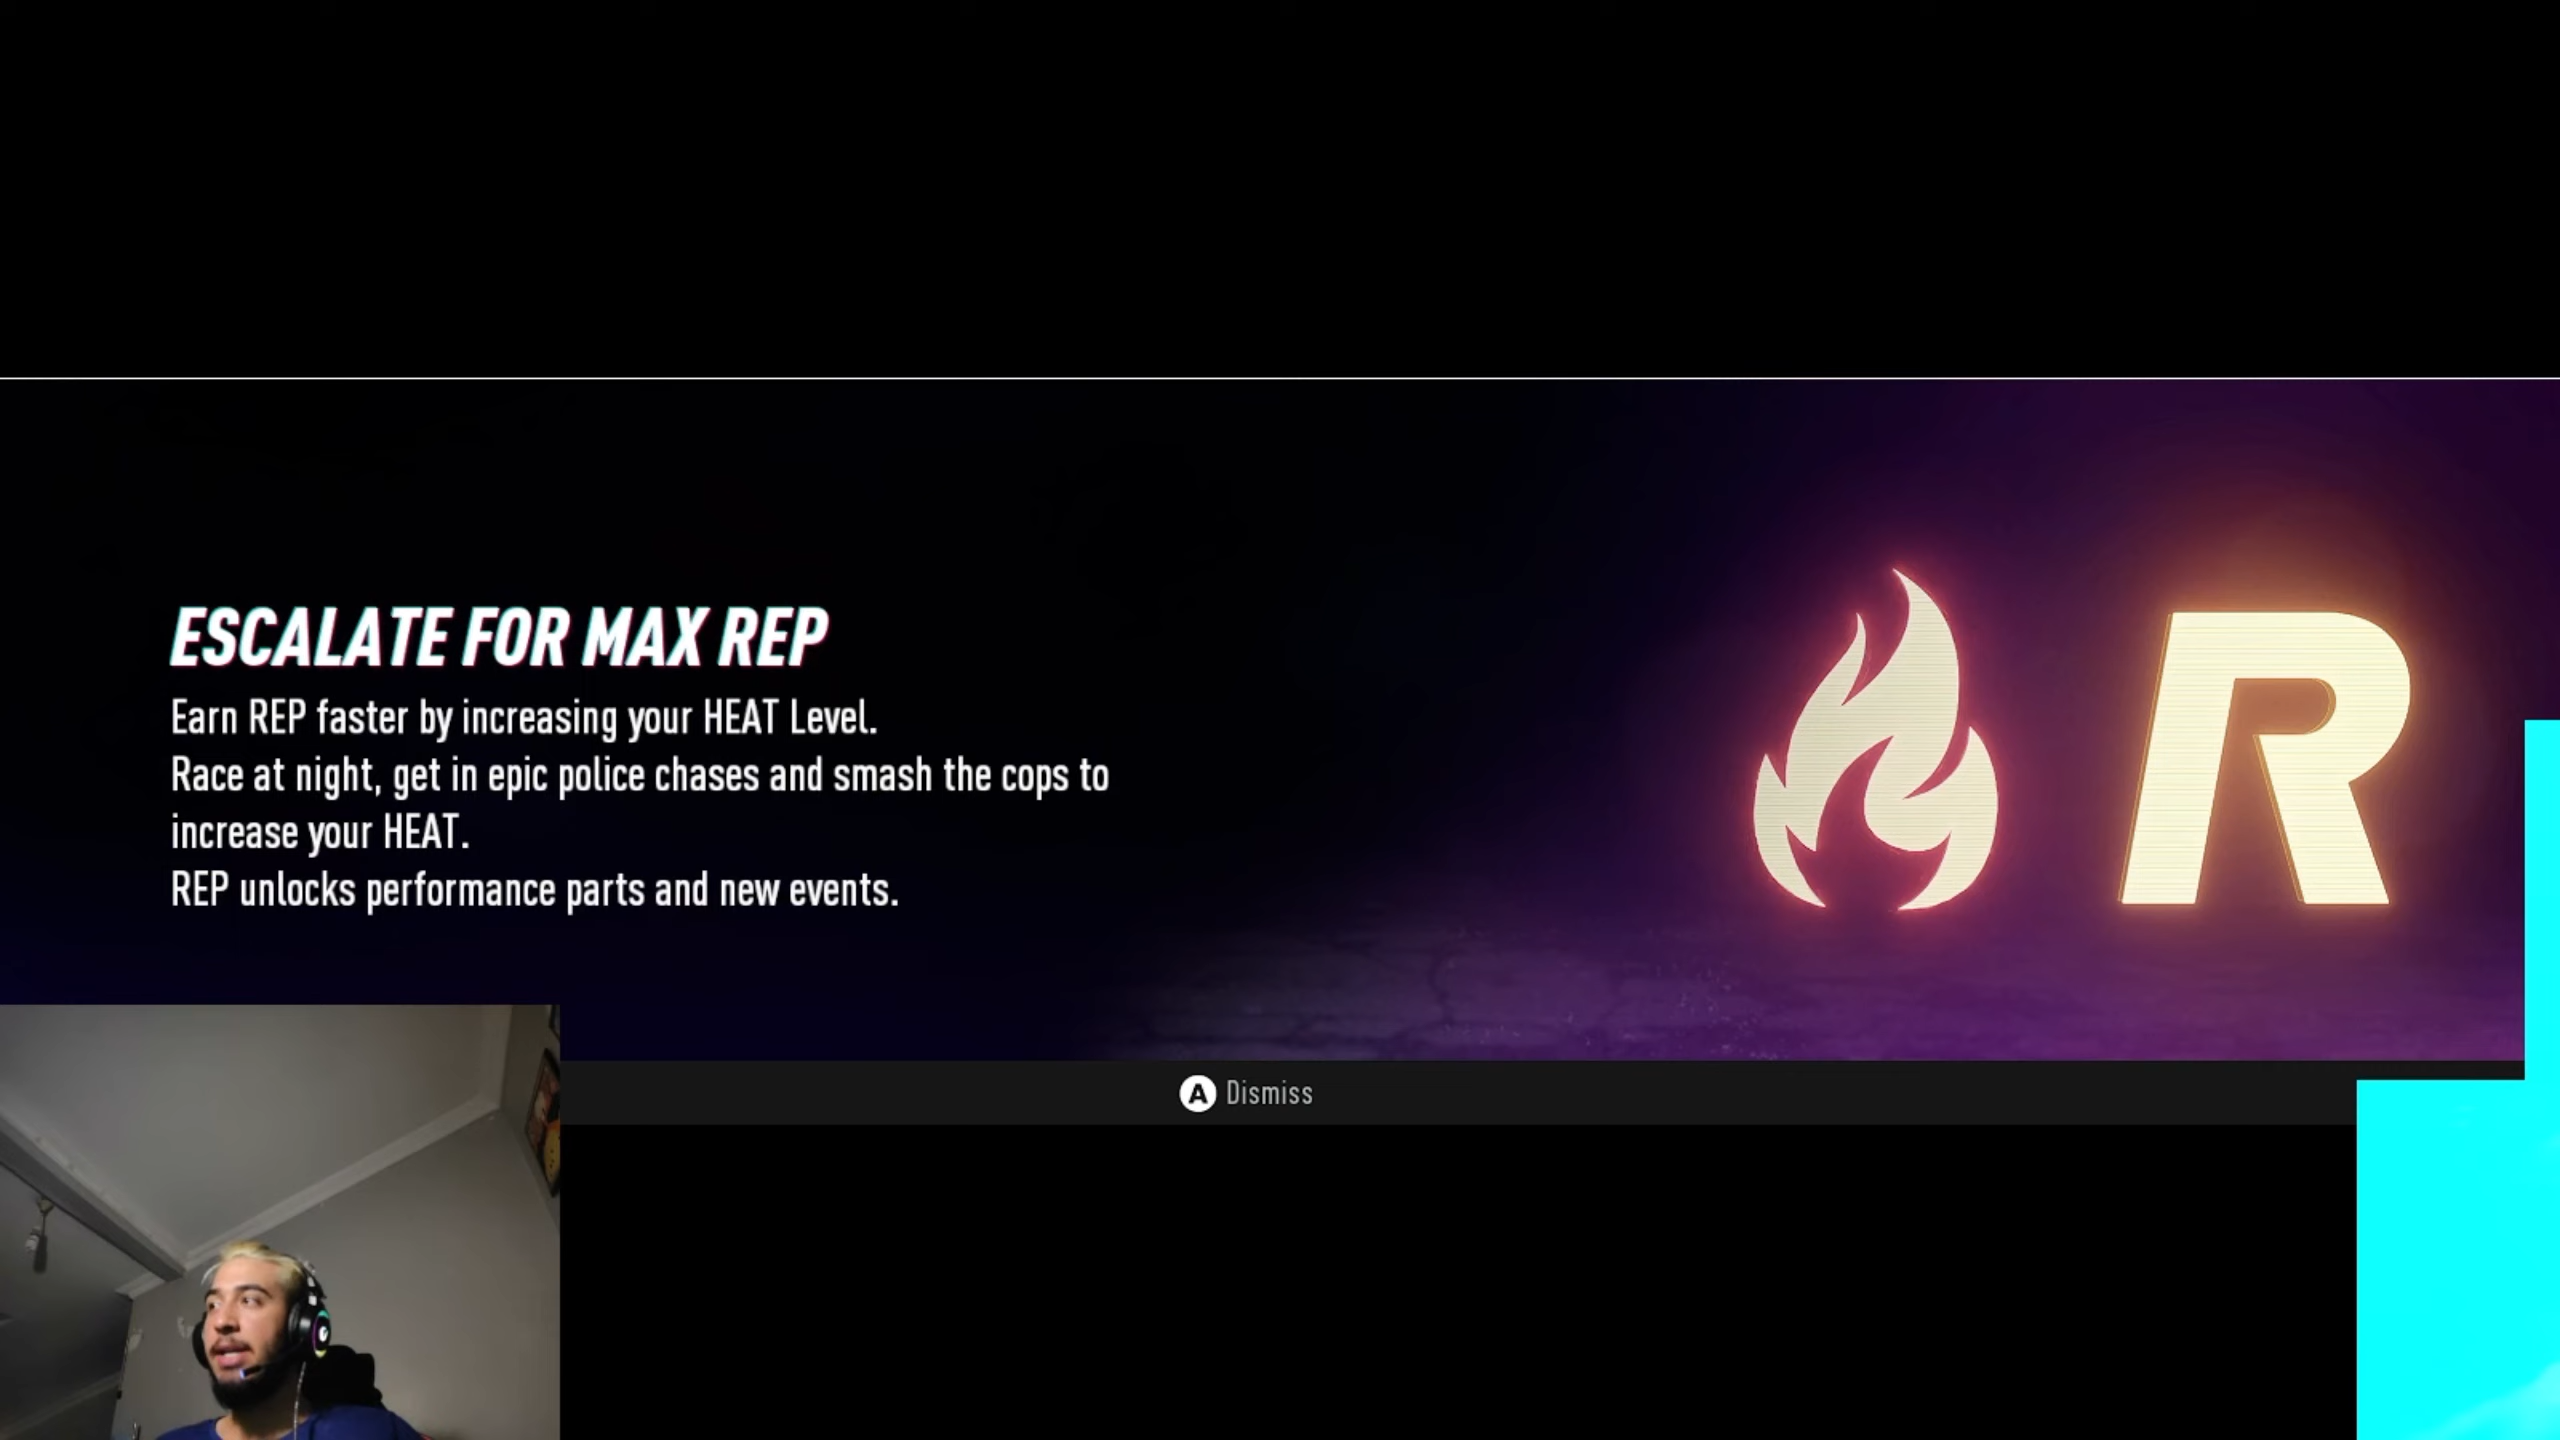 ESCALATE FOR MAX REP
Earn REP faster by increasing your HEAT Level.
Race at night, get in epic police chases and smash the cops to
increase your HEAT.
REP unlocks performance parts and new events.
R
A Dismiss